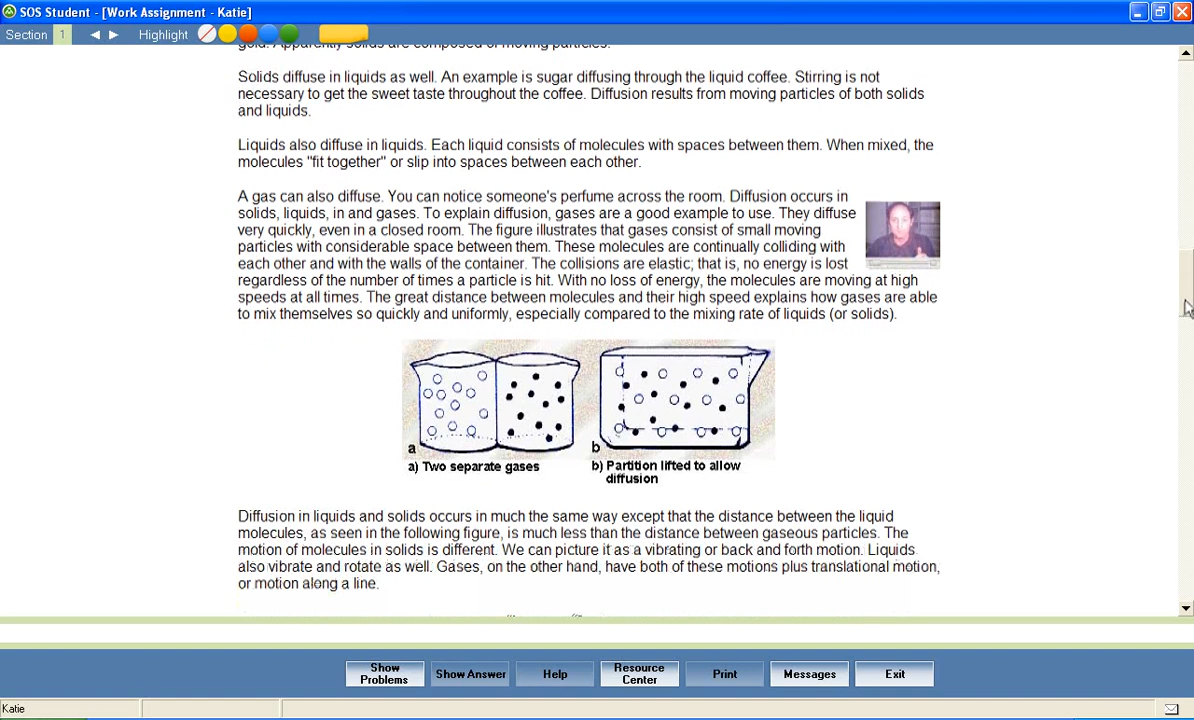 SOS Student - [Work Assignment - Katie]
Section 1 Highlight
gold. Apparently solids are composed of moving particles.
Solids diffuse in liquids as well. An example is sugar diffusing through the liquid coffee. Stirring is not
necessary to get the sweet taste throughout the coffee. Diffusion results from moving particles of both solids
and liquids.
Liquids also diffuse in liquids. Each liquid consists of molecules with spaces between them. When mixed, the
molecules "fit together" or slip into spaces between each other.
A gas can also diffuse. You can notice someone's perfume across the room. Diffusion occurs in
solids, liquids, in and gases. To explain diffusion, gases are a good example to use. They diffuse
very quickly, even in a closed room. The figure illustrates that gases consist of small moving
particles with considerable space between them. These molecules are continually colliding with
each other and with the walls of the container. The collisions are elastic; that is, no energy is lost
regardless of the number of times a particle is hit. With no loss of energy, the molecules are moving at high
speeds at all times. The great distance between molecules and their high speed explains how gases are able
to mix themselves so quickly and uniformly, especially compared to the mixing rate of liquids (or solids).
a b
a) Two separate gases
b) Partition lifted to allow
diffusion
Diffusion in liquids and solids occurs in much the same way except that the distance between the liquid
molecules, as seen in the following figure, is much less than the distance between gaseous particles. The
motion of molecules in solids is different. We can picture it as a vibrating or back and forth motion. Liquids
also vibrate and rotate as well. Gases, on the other hand, have both of these motions plus translational motion,
or motion along a line.
Show
Problems
Show Answer
Help
Resource
Center
Print
Messages
Exit
Katie